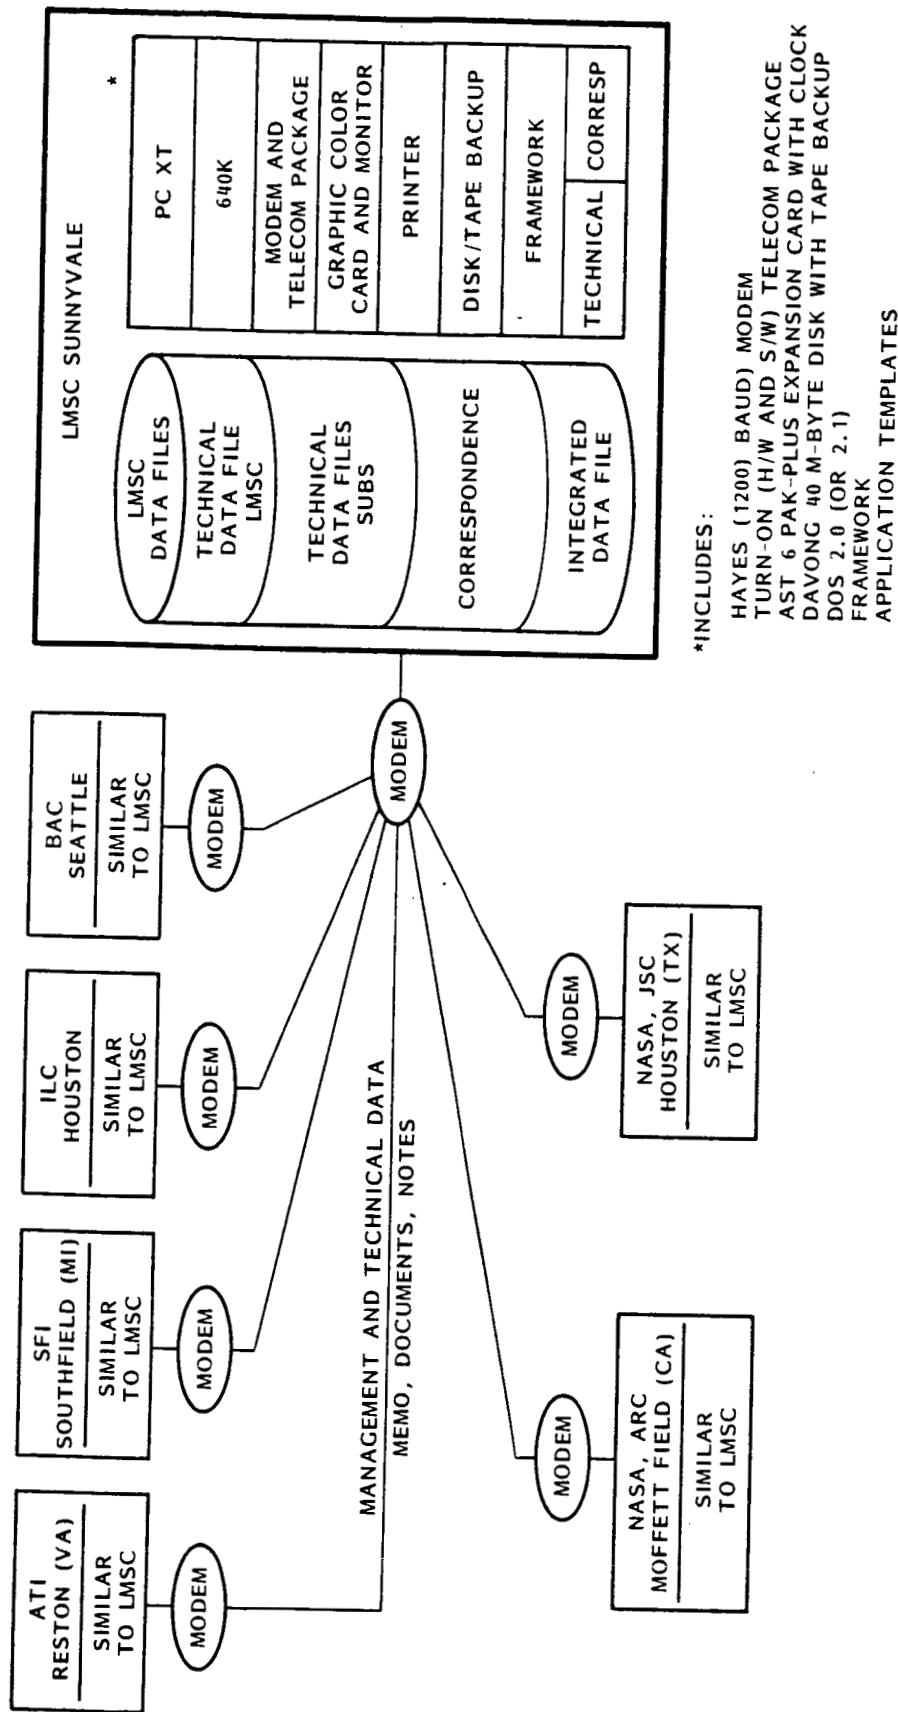 ATI
RESTON (VA)
SIMILAR
TO LMSC
MODEM
SFI
SOUTHFIELD (MI)
SIMILAR
TO LMSC
MODEM
ILC
HOUSTON
SIMILAR
TO LMSC
MODEM
BAC
SEATTLE
SIMILAR
TO LMSC
MODEM
MANAGEMENT AND TECHNICAL DATA
MEMO, DOCUMENTS, NOTES
MODEM
NASA, ARC
MOFFETT FIELD (CA)
SIMILAR
TO LMSC
MODEM
NASA, JSC
HOUSTON (TX)
SIMILAR
TO LMSC
MODEM
LMSC SUNNYVALE
LMSC
DATA FILES
TECHNICAL
DATA FILE
LMSC
TECHNICAL
DATA FILES
SUBS
CORRESPONDENCE
INTEGRATED
DATA FILE
*
PC XT
640K
MODEM AND
TELECOM PACKAGE
GRAPHIC COLOR
CARD AND MONITOR
PRINTER
DISK/TAPE BACKUP
FRAMEWORK
TECHNICAL
CORRESP
*INCLUDES:
HAYES (1200) BAUD) MODEM
TURN-ON (H/W AND S/W) TELECOM PACKAGE
AST 6 PAK-PLUS EXPANSION CARD WITH CLOCK
DAVONG 40 M-BYTE DISK WITH TAPE BACKUP
DOS 2.0 (OR 2.1)
FRAMEWORK
APPLICATION TEMPLATES